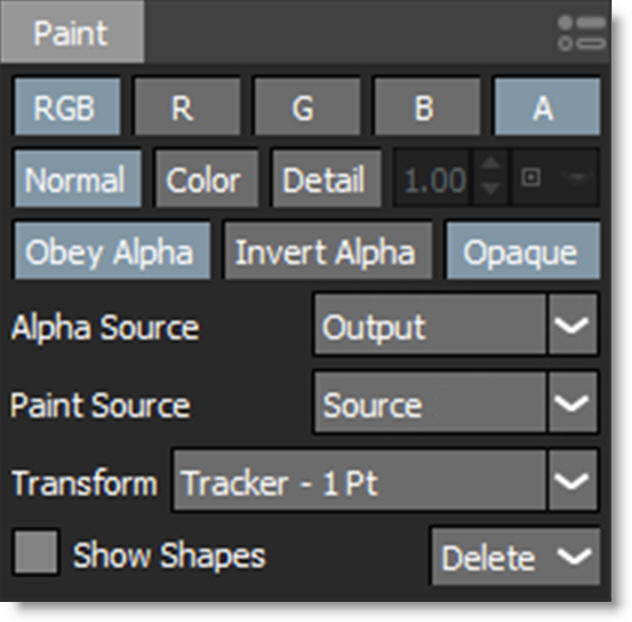 Paint
RGB R G B A
Normal Color Detail 1.00
Obey Alpha Invert Alpha Opaque
Alpha Source Output
Paint Source Source
Transform Tracker - 1 Pt
Show Shapes Delete